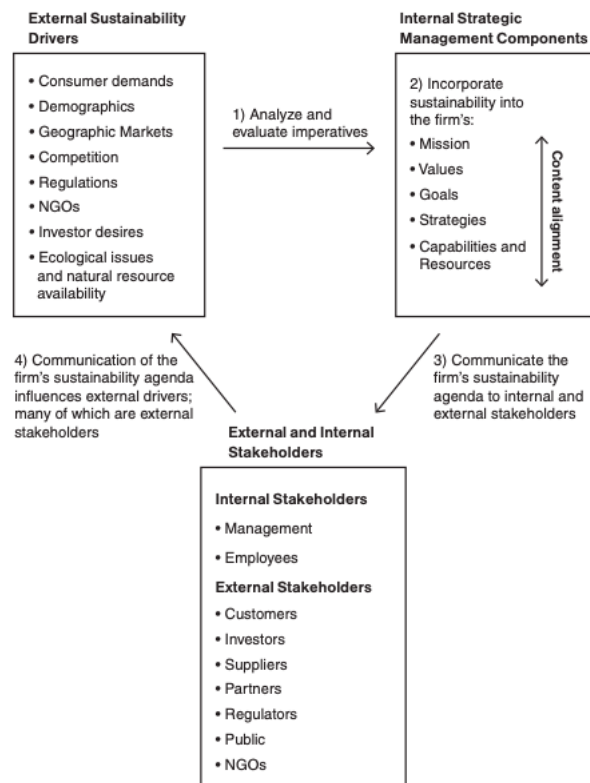 External Sustainability
Drivers
• Consumer demands
• Demographics
• Geographic Markets
• Competition
• Regulations
• NGOs
• Investor desires
• Ecological issues
and natural resource
availability
1) Analyze and
evaluate imperatives
Internal Strategic
Management Components
2) Incorporate
sustainability into
the firm's:
• Mission
• Values
• Goals
• Strategies
• Capabilities and
Resources
Content alignment
3) Communicate the
firm's sustainability
agenda to internal and
external stakeholders
4) Communication of the
firm's sustainability agenda
influences external drivers;
many of which are external
stakeholders
External and Internal
Stakeholders
Internal Stakeholders
• Management
• Employees
External Stakeholders
• Customers
• Investors
• Suppliers
• Partners
• Regulators
• Public
• NGOs